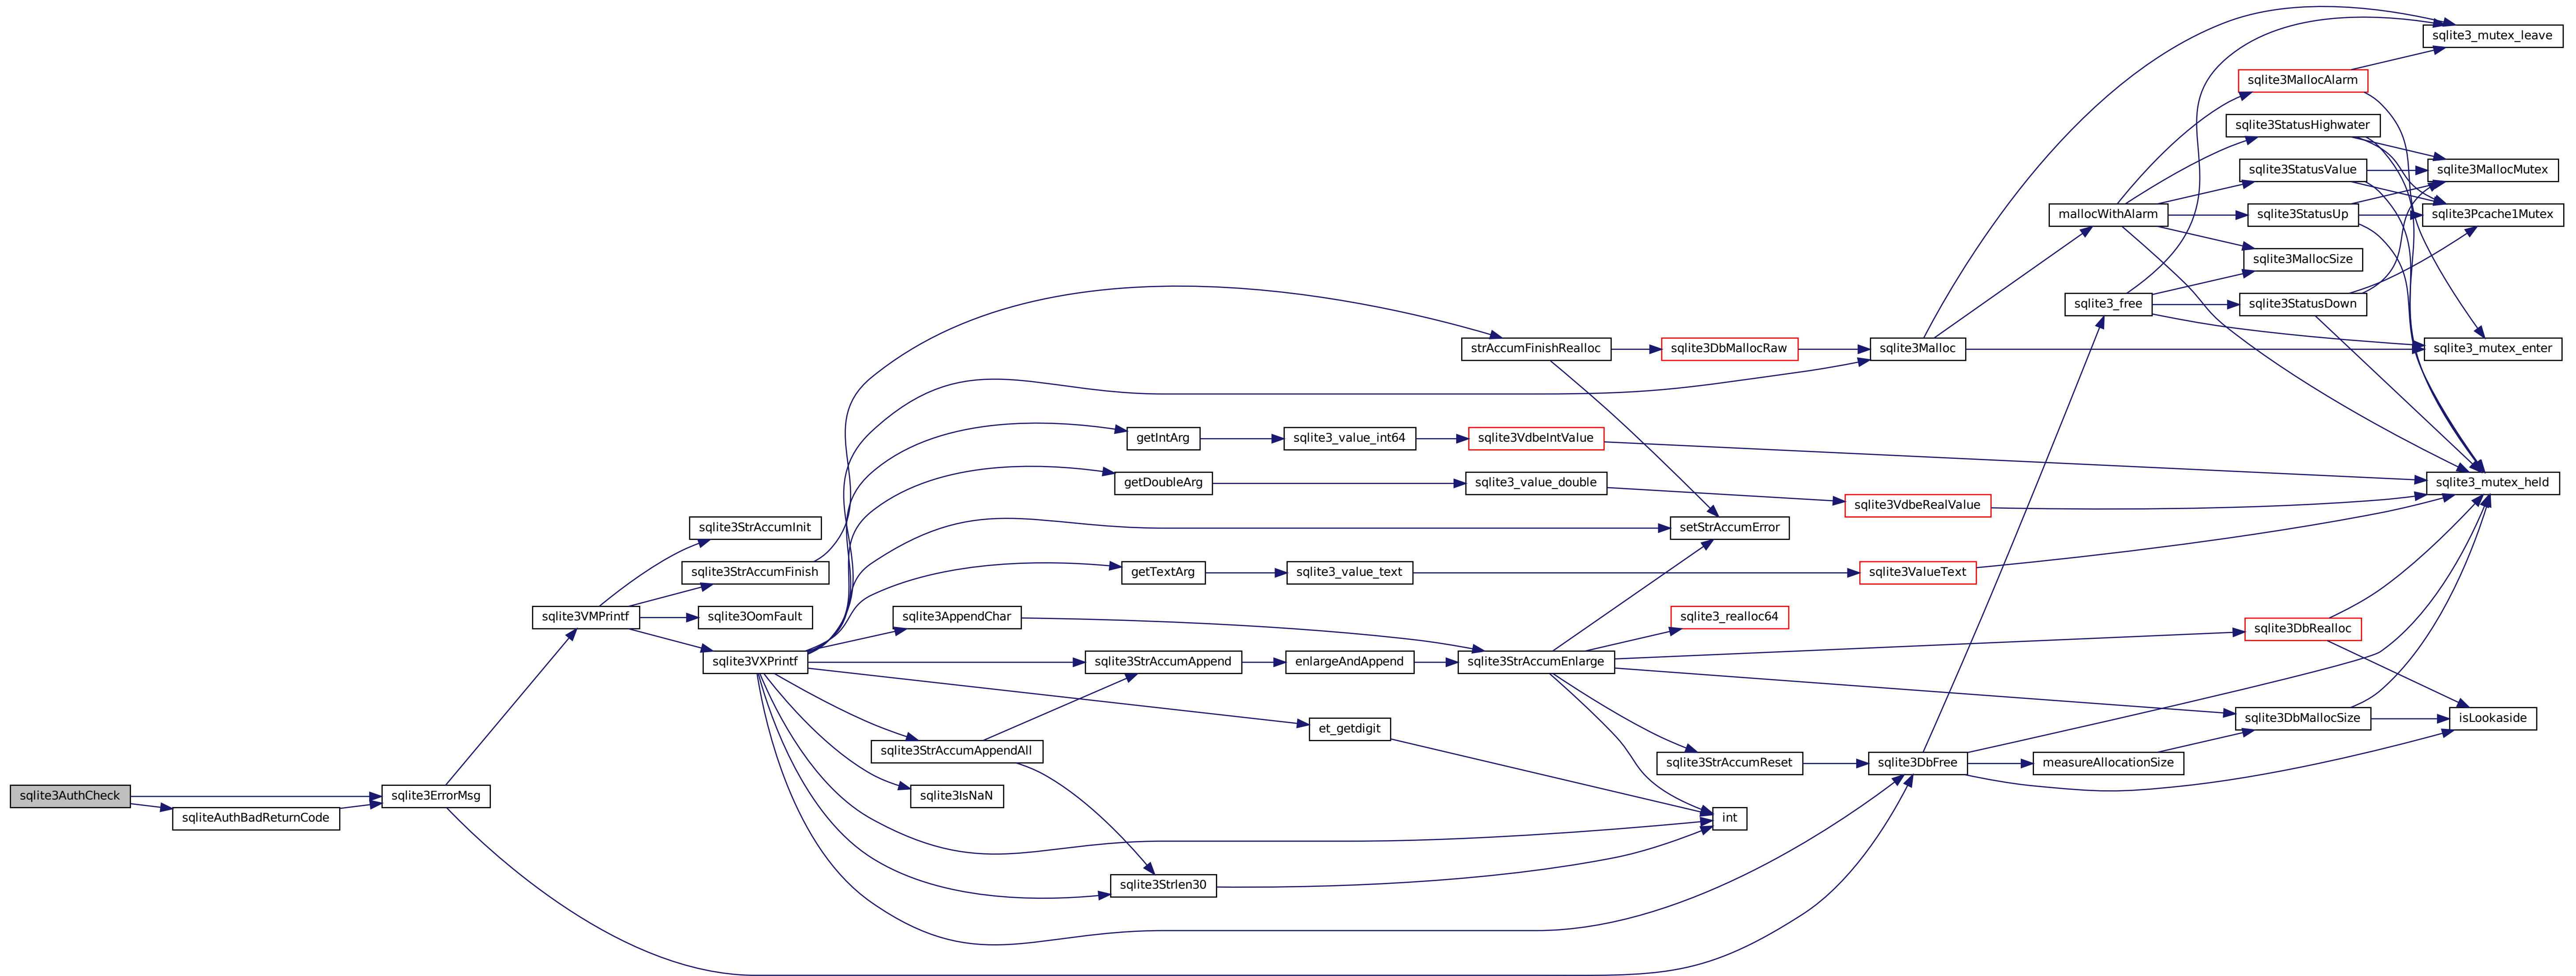 sqlite3_mutex_leave
sqlite3MallocAlarm
sqlite3StatusHighwater
sqlite3StatusValue
sqlite3MallocMutex
mallocWithAlarm
sqlite3StatusUp
sqlite3Pcache1Mutex
sqlite3MallocSize
sqlite3_free
sqlite3StatusDown
strAccumFinishRealloc
sqlite3DbMallocRaw
sqlite3Malloc
sqlite3_mutex_enter
getIntArg
sqlite3_value_int64
sqlite3VdbeIntValue
getDoubleArg
sqlite3_value_double
sqlite3_mutex_held
sqlite3VdbeRealValue
sqlite3StrAccumInit
setStrAccumError
sqlite3StrAccumFinish
getTextArg
sqlite3_value_text
sqlite3ValueText
sqlite3VMPrintf
sqlite3OomFault
sqlite3AppendChar
sqlite3_realloc64
sqlite3DbRealloc
sqlite3VXPrintf
sqlite3StrAccumAppend
enlargeAndAppend
sqlite3StrAccumEnlarge
et_getdigit
sqlite3DbMallocSize
isLookaside
sqlite3StrAccumAppendAll
sqlite3StrAccumReset
sqlite3DbFree
measureAllocationSize
sqlite3AuthCheck
sqlite3ErrorMsg
sqlite3IsNaN
sqliteAuthBadReturnCode
int
sqlite3Strlen30